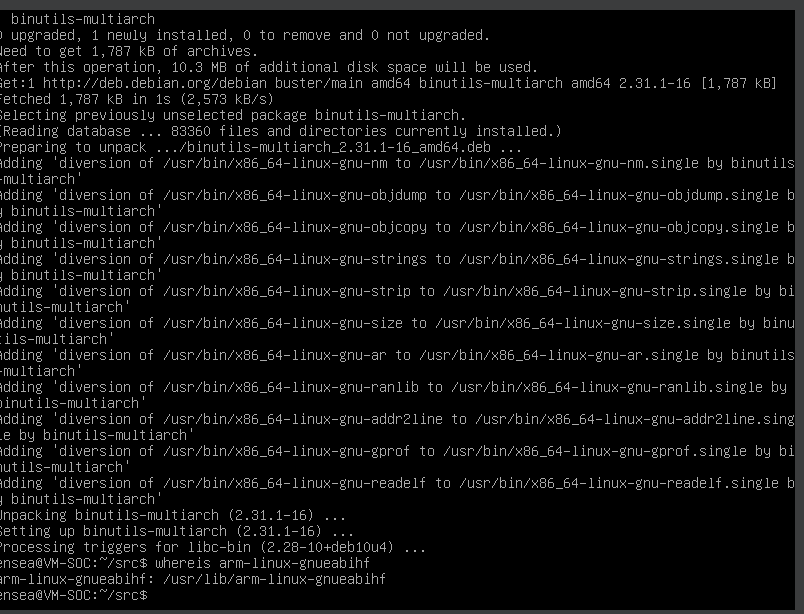 binutils-multiarch
0 upgraded, 1 newly installed, 0 to remove and 0 not upgraded.
Need to get 1,787 kB of archives.
After this operation, 10.3 MB of additional disk space will be used.
Get:1 http://deb.debian.org/debian buster/main amd64 binutils-multiarch amd64 2.31.1-16 [1,787 kB]
Fetched 1,787 kB in 1s (2,573 kB/s)
Selecting previously unselected package binutils-multiarch.
(Reading database ... 83360 files and directories currently installed.)
Preparing to unpack .../binutils-multiarch_2.31.1-16_amd64.deb ...
Adding 'diversion of /usr/bin/x86_64-linux-gnu-nm to /usr/bin/x86_64-linux-gnu-nm.single by binutils
-multiarch'
Adding 'diversion of /usr/bin/x86_64-linux-gnu-objdump to /usr/bin/x86_64-linux-gnu-objdump.single b
y binutils-multiarch'
Adding 'diversion of /usr/bin/x86_64-linux-gnu-objcopy to /usr/bin/x86_64-linux-gnu-objcopy.single b
y binutils-multiarch'
Adding 'diversion of /usr/bin/x86_64-linux-gnu-strings to /usr/bin/x86_64-linux-gnu-strings.single b
y binutils-multiarch'
Adding 'diversion of /usr/bin/x86_64-linux-gnu-strip to /usr/bin/x86_64-linux-gnu-strip.single by bi
nutils-multiarch'
Adding 'diversion of /usr/bin/x86_64-linux-gnu-size to /usr/bin/x86_64-linux-gnu-size.single by binu
tils-multiarch'
Adding 'diversion of /usr/bin/x86_64-linux-gnu-ar to /usr/bin/x86_64-linux-gnu-ar.single by binutils
-multiarch'
Adding 'diversion of /usr/bin/x86_64-linux-gnu-ranlib to /usr/bin/x86_64-linux-gnu-ranlib.single by
binutils-multiarch'
Adding 'diversion of /usr/bin/x86_64-linux-gnu-addr2line to /usr/bin/x86_64-linux-gnu-addr2line.sing
le by binutils-multiarch'
Adding 'diversion of /usr/bin/x86_64-linux-gnu-gprof to /usr/bin/x86_64-linux-gnu-gprof.single by bi
nutils-multiarch'
Adding 'diversion of /usr/bin/x86_64-linux-gnu-readelf to /usr/bin/x86_64-linux-gnu-readelf.single b
y binutils-multiarch'
Unpacking binutils-multiarch (2.31.1-16) ...
Setting up binutils-multiarch (2.31.1-16) ...
Processing triggers for libc-bin (2.28-10+deb10u4) ...
ensea@VM-SOC:~/src$ whereis arm-linux-gnueabihf
arm-linux-gnueabihf: /usr/lib/arm-linux-gnueabihf
ensea@VM-SOC:~/src$